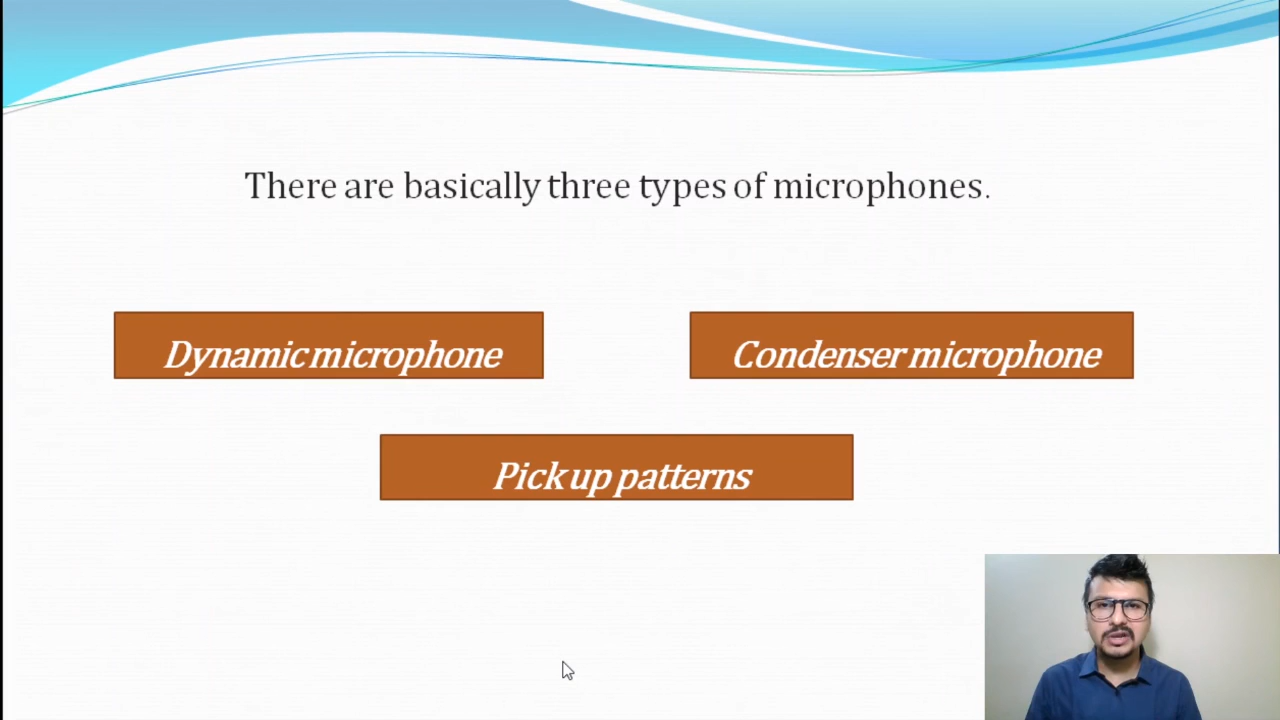 There are basically three types of microphones.
Dynamic microphone
Condenser microphone
Pick up patterns